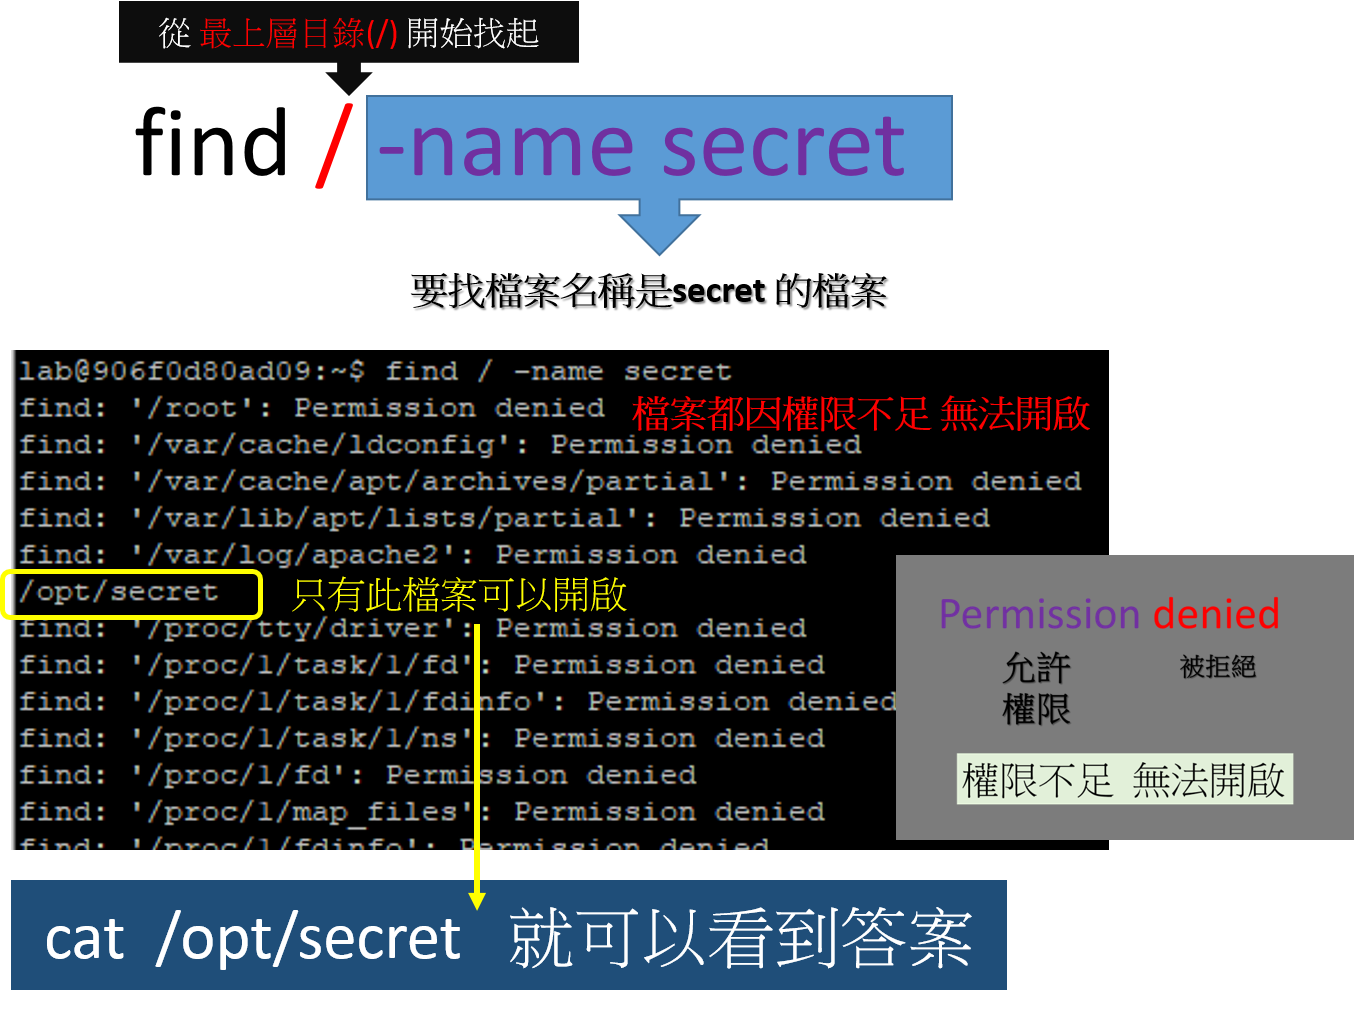 從 最上層目錄(/) 開始找起
find / -name secret
要找檔案名稱是secret 的檔案
lab@906f0d80ad09:~$ find / -name secret
find: '/root': Permission denied
檔案都因權限不足 無法開啟
find: '/var/cache/ldconfig': Permission denied
find: '/var/cache/apt/archives/partial': Permission denied
find: '/var/lib/apt/lists/partial': Permission denied
find: '/var/log/apache2': Permission denied
/opt/secret
只有此檔案可以開啟
find: '/proc/tty/driver': Permission denied
find: '/proc/1/task/1/fd': Permission denied
find: '/proc/1/task/1/fdinfo': Permission denied
find: '/proc/1/task/1/ns': Permission denied
find: '/proc/1/fd': Permission denied
find: '/proc/1/map_files': Permission denied
find: '/proc/1/fdinfo': Permission denied
Permission denied
允許 被拒絕
權限
權限不足 無法開啟
cat /opt/secret 就可以看到答案